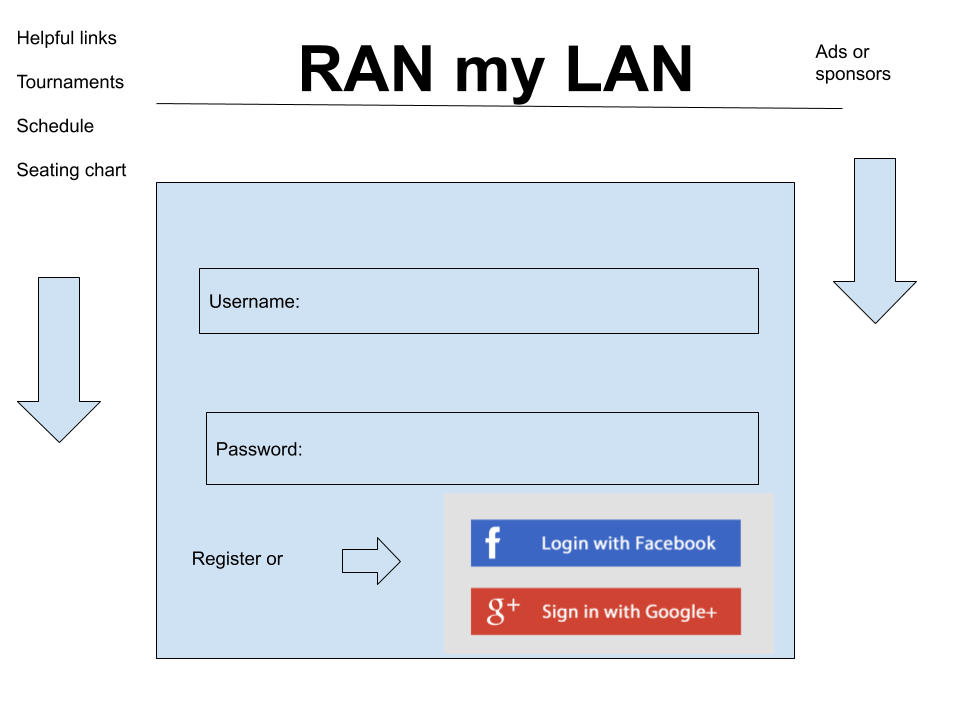 Helpful links
Tournaments
Schedule
Seating chart
RAN my LAN
Ads or
sponsors
Username:
Password:
Register or
f Login with Facebook
g+ Sign in with Google+